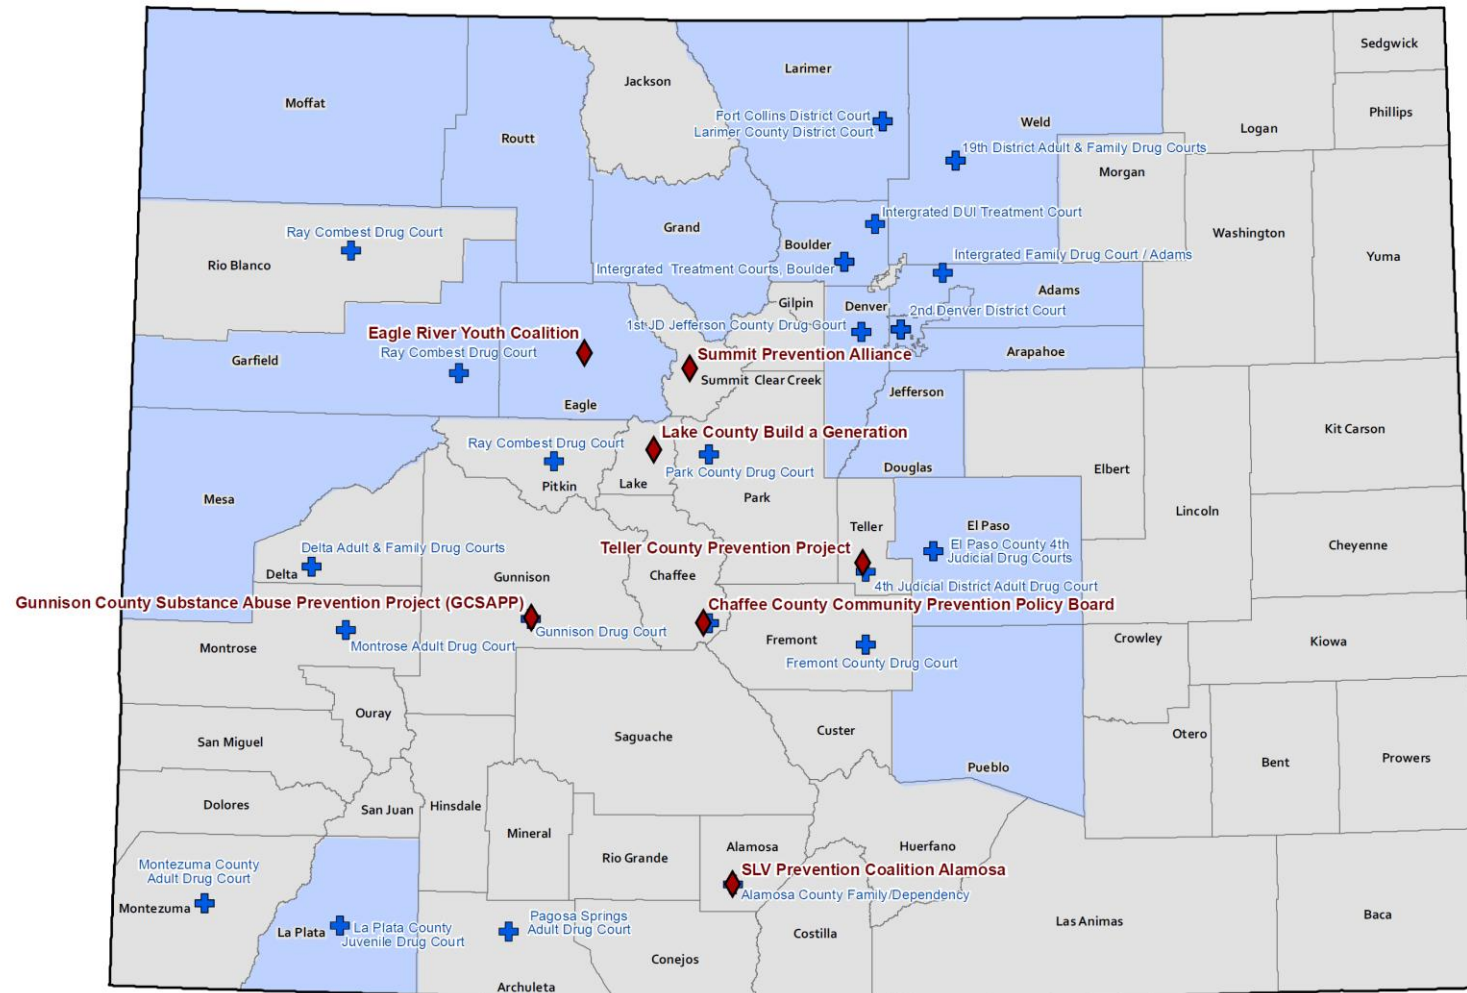 Sedgwick
Jackson
Larimer
Moffat
Phillips
Fort Collins District Court
Larimer County District Court
Weld
Logan
Routt
19th District Adult & Family Drug Courts
Morgan
Intergrated DUI Treatment Court
Grand
Ray Combest Drug Court
Washington
Boulder
Yuma
Intergrated Family Drug Court / Adams
Rio Blanco
Intergrated Treatment Courts, Boulder
Adams
Gilpin
Denver
2nd Denver District Court
1st JD Jefferson County Drug Court
Eagle River Youth Coalition
Ray Combest Drug Court
Garfield
Summit Prevention Alliance
Arapahoe
Summit
Clear Creek
Jefferson
Eagle
Lake County Build a Generation
Kit Carson
Ray Combest Drug Court
Park County Drug Court
Douglas
Elbert
Pitkin
Lake
Mesa
Park
Lincoln
Teller
El Paso
El Paso County 4th
Judicial Drug Courts
Delta Adult & Family Drug Courts
Teller County Prevention Project
Cheyenne
Delta
Gunnison
Chaffee
4th Judicial District Adult Drug Court
Gunnison County Substance Abuse Prevention Project (GCSAPP)
Chaffee County Community Prevention Policy Board
Gunnison Drug Court
Montrose
Montrose Adult Drug Court
Fremont
Crowley
Kiowa
Fremont County Drug Court
Ouray
San Miguel
Saguache
Custer
Otero
Bent
Prowers
Pueblo
Dolores
San Juan
Hinsdale
Mineral
Rio Grande
Alamosa
Huerfano
Montezuma County
Adult Drug Court
SLV Prevention Coalition Alamosa
Alamosa County Family/Dependency
Montezuma
Pagosa Springs
Adult Drug Court
La Plata
La Plata County
Juvenile Drug Court
Las Animas
Baca
Costilla
Conejos
Archuleta